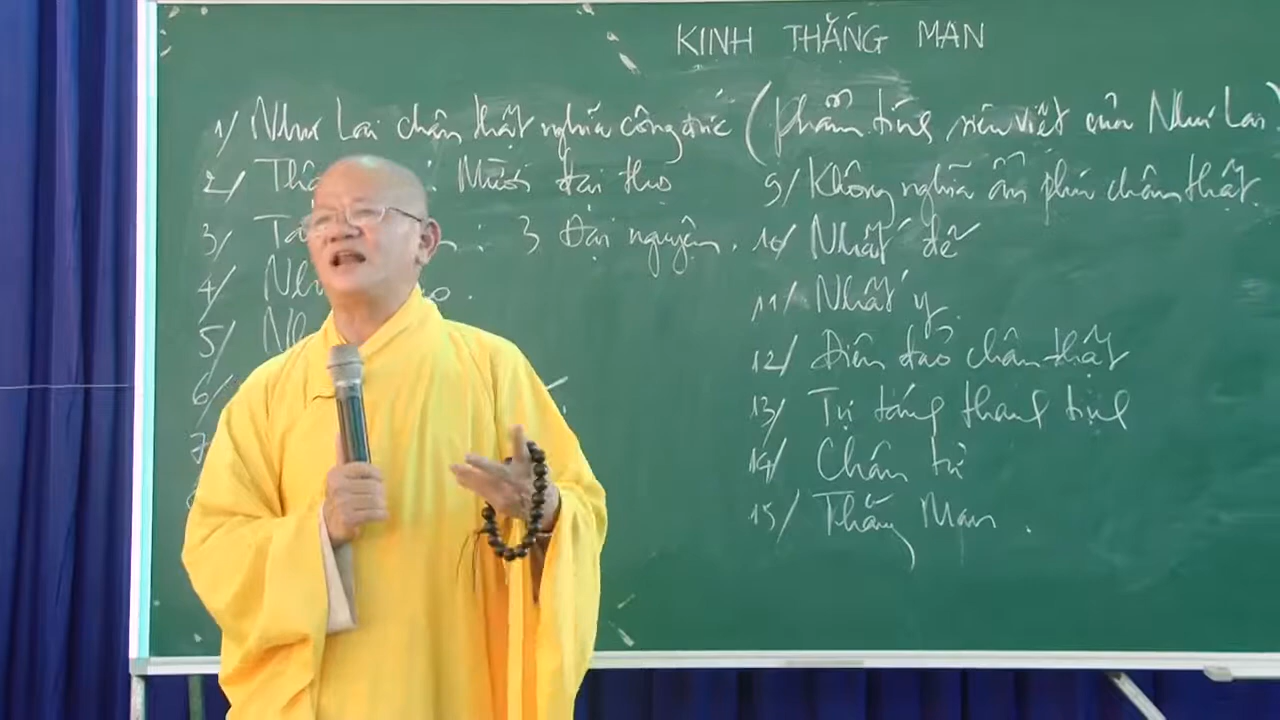 KINH THẮNG MAN
1/ Như Lai chân thật nghĩa công đức (phẩm tính siêu việt của Như Lai)
2/ : Mười đại thọ
3/ : 3 Đại nguyện.
4/
5/
6/
9/ Không nghĩa ẩn phú chân thật.
10/ Nhất đế
11/ Nhất y.
12/ Điên đảo chân thật
13/ Tự tánh thanh tịnh
14/ Chân tử
15/ Thắng Man.